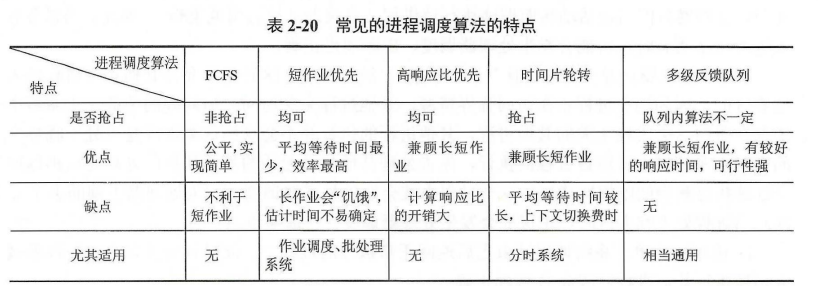 表 2-20 常见的进程调度算法的特点
进程调度算法
特点
FCFS
短作业优先
高响应比优先
时间片轮转
多级反馈队列
是否抢占
非抢占
均可
均可
抢占
队列内算法不一定
优点
公平,实
现简单
平均等待时间最
少，效率最高
兼顾长短作
业
兼顾长短作业
兼顾长短作业，有较好
的响应时间，可行性强
缺点
不利于
短作业
长作业会“饥饿”,
估计时间不易确定
计算响应比
的开销大
平均等待时间较
长，上下文切换费时
无
尤其适用
无
作业调度、批处理
系统
无
分时系统
相当通用